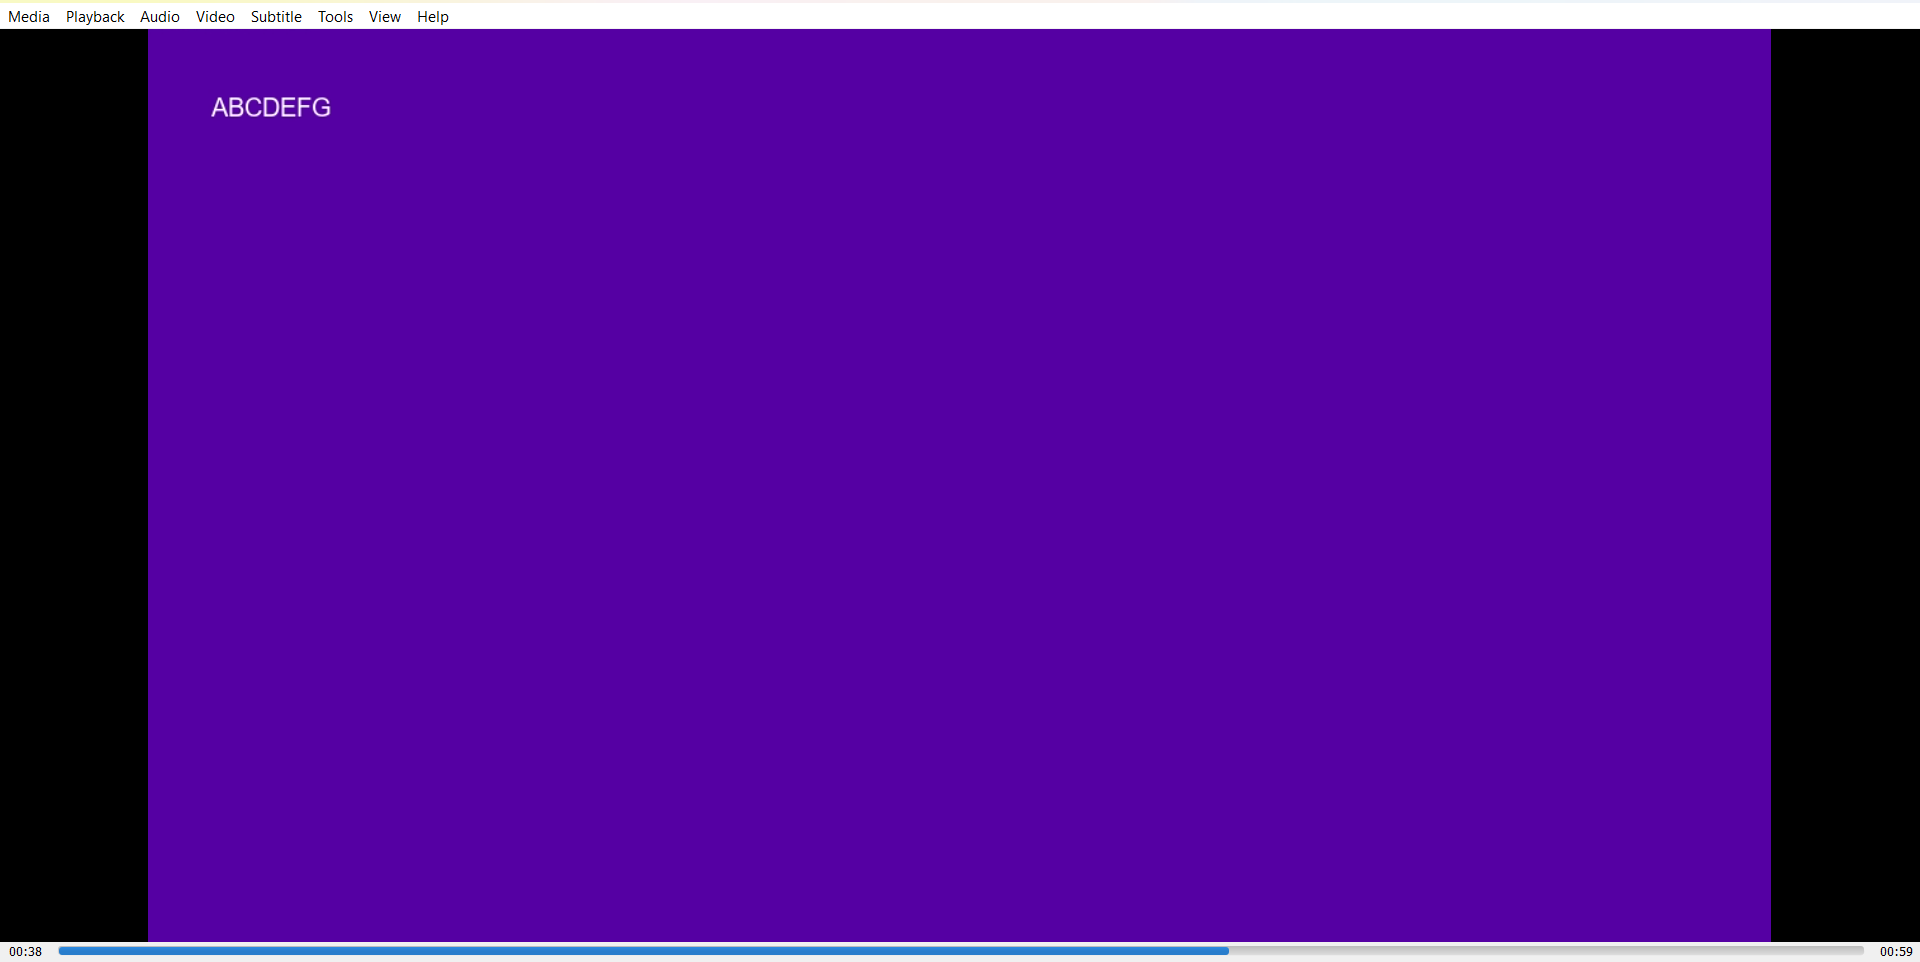 Media Playback Audio Video Subtitle Tools View Help
ABCDEFG
00:38 00:59